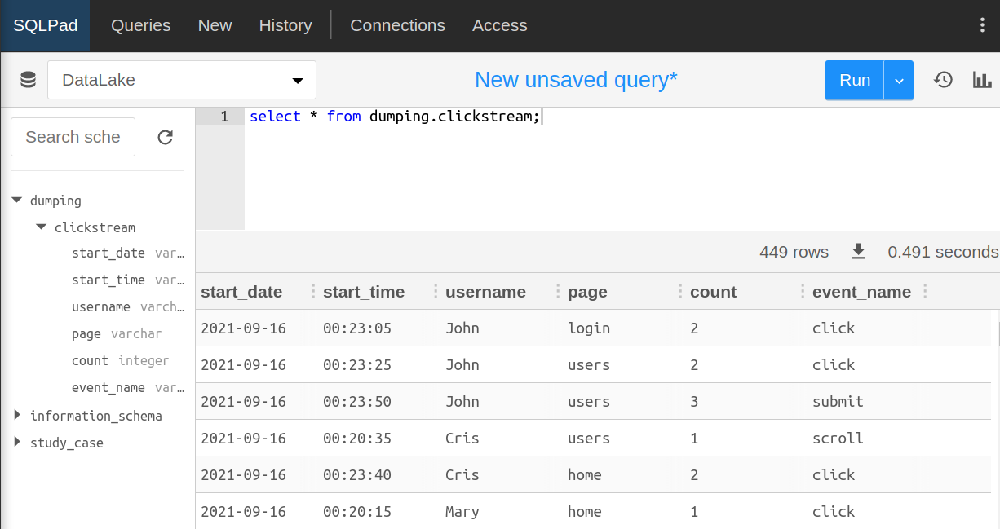 SQLPad Queries New History Connections Access
DataLake New unsaved query* Run
Search sche
dumping
clickstream
start_date var…
start_time var…
username varch…
page varchar
count integer
event_name var…
information_schema
study_case
1 select * from dumping.clickstream;
449 rows 0.491 seconds
start_date start_time username page count event_name
2021-09-16 00:23:05 John login 2 click
2021-09-16 00:23:25 John users 2 click
2021-09-16 00:23:50 John users 3 submit
2021-09-16 00:20:35 Cris users 1 scroll
2021-09-16 00:23:40 Cris home 2 click
2021-09-16 00:20:15 Mary home 1 click